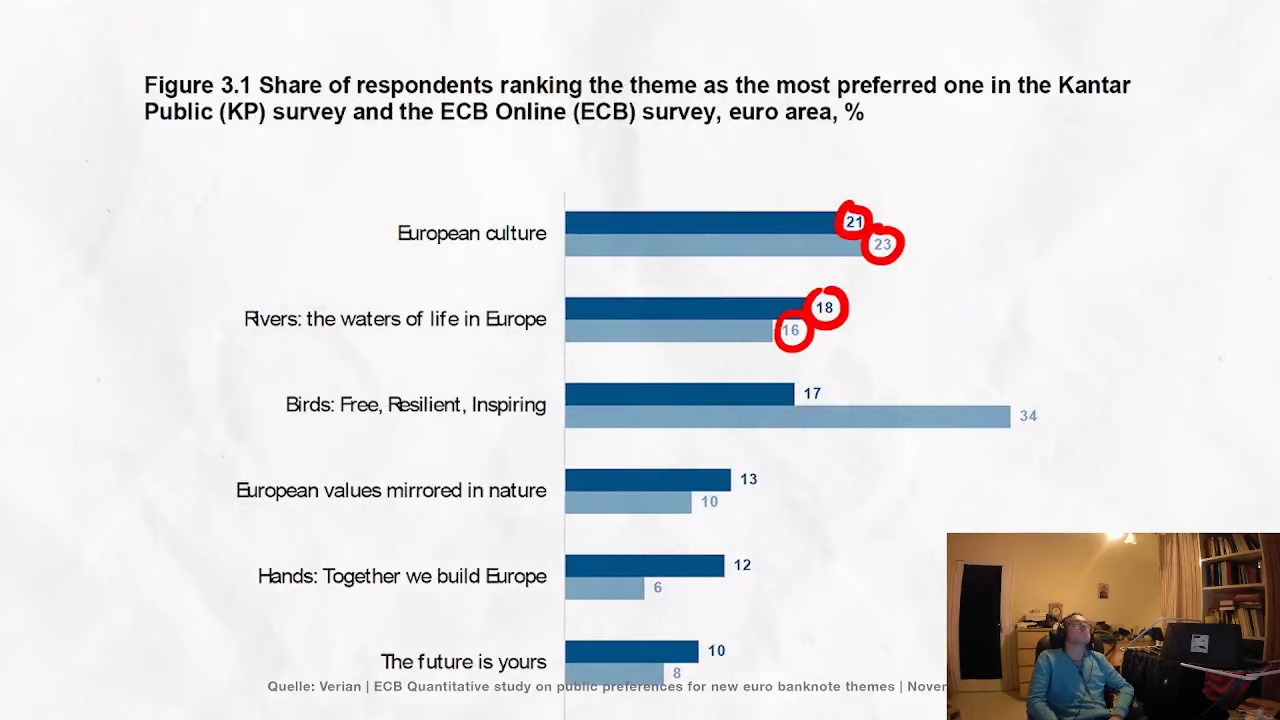 Figure 3.1 Share of respondents ranking the theme as the most preferred one in the Kantar
Public (KP) survey and the ECB Online (ECB) survey, euro area, %
European culture
21
23
Rivers: the waters of life in Europe
18
16
Birds: Free, Resilient, Inspiring
17
34
European values mirrored in nature
13
10
Hands: Together we build Europe
12
6
The future is yours
10
8
Quelle: Verian | ECB Quantitative study on public preferences for new euro banknote themes |